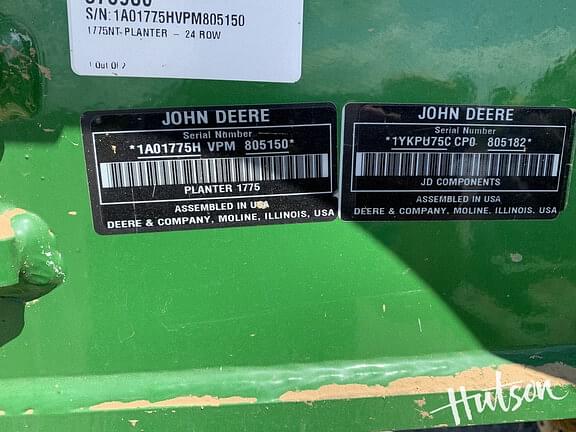 S/N: 1A01775HVPM805150
1775NT-PLANTER - 24 ROW
1 Out Of 2
JOHN DEERE
Serial Number
*1A01775H VPM 805150*
PLANTER 1775
ASSEMBLED IN USA
DEERE & COMPANY, MOLINE, ILLINOIS, USA
JOHN DEERE
Serial Number
*1YKPU75C CP0 805182*
JD COMPONENTS
ASSEMBLED IN USA
DEERE & COMPANY, MOLINE, ILLINOIS, USA
Hutson